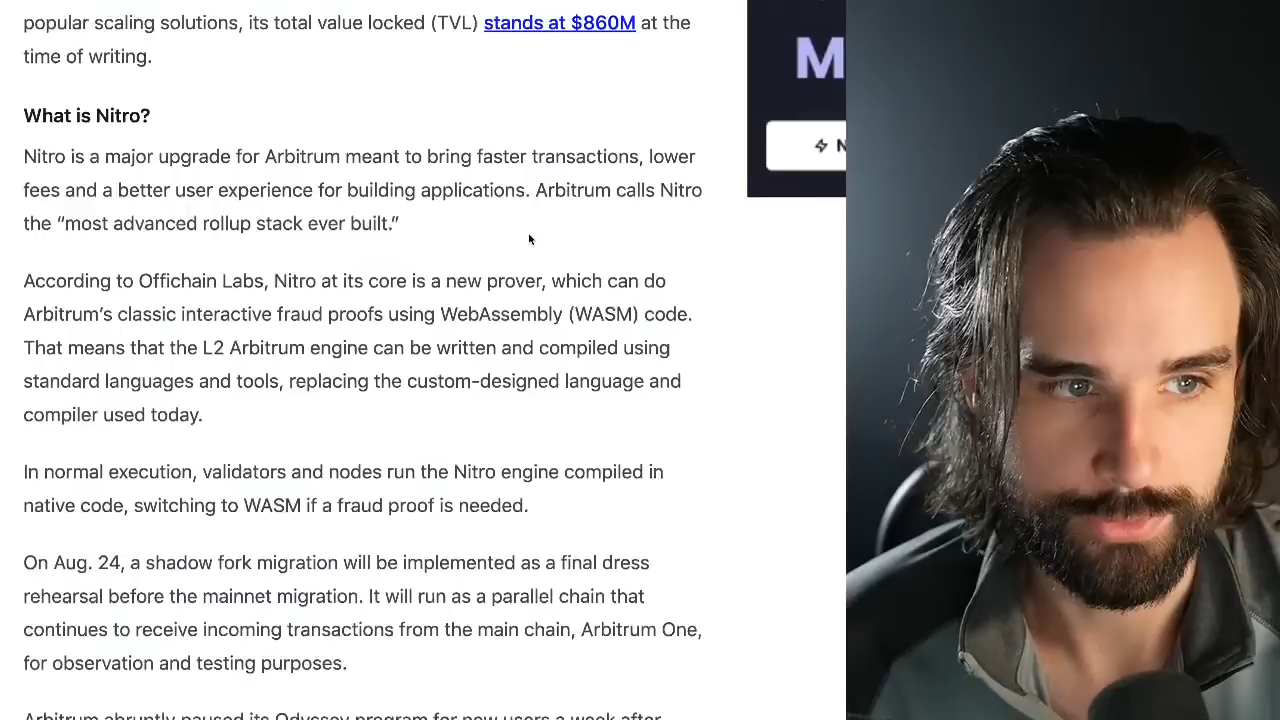 popular scaling solutions, its total value locked (TVL) stands at $860M at the
time of writing.
What is Nitro?
Nitro is a major upgrade for Arbitrum meant to bring faster transactions, lower
fees and a better user experience for building applications. Arbitrum calls Nitro
the “most advanced rollup stack ever built.”
According to Offichain Labs, Nitro at its core is a new prover, which can do
Arbitrum’s classic interactive fraud proofs using WebAssembly (WASM) code.
That means that the L2 Arbitrum engine can be written and compiled using
standard languages and tools, replacing the custom-designed language and
compiler used today.
In normal execution, validators and nodes run the Nitro engine compiled in
native code, switching to WASM if a fraud proof is needed.
On Aug. 24, a shadow fork migration will be implemented as a final dress
rehearsal before the mainnet migration. It will run as a parallel chain that
continues to receive incoming transactions from the main chain, Arbitrum One,
for observation and testing purposes.
Arbitrum abruptly paused its Odyssey program for new users a week after
M
N